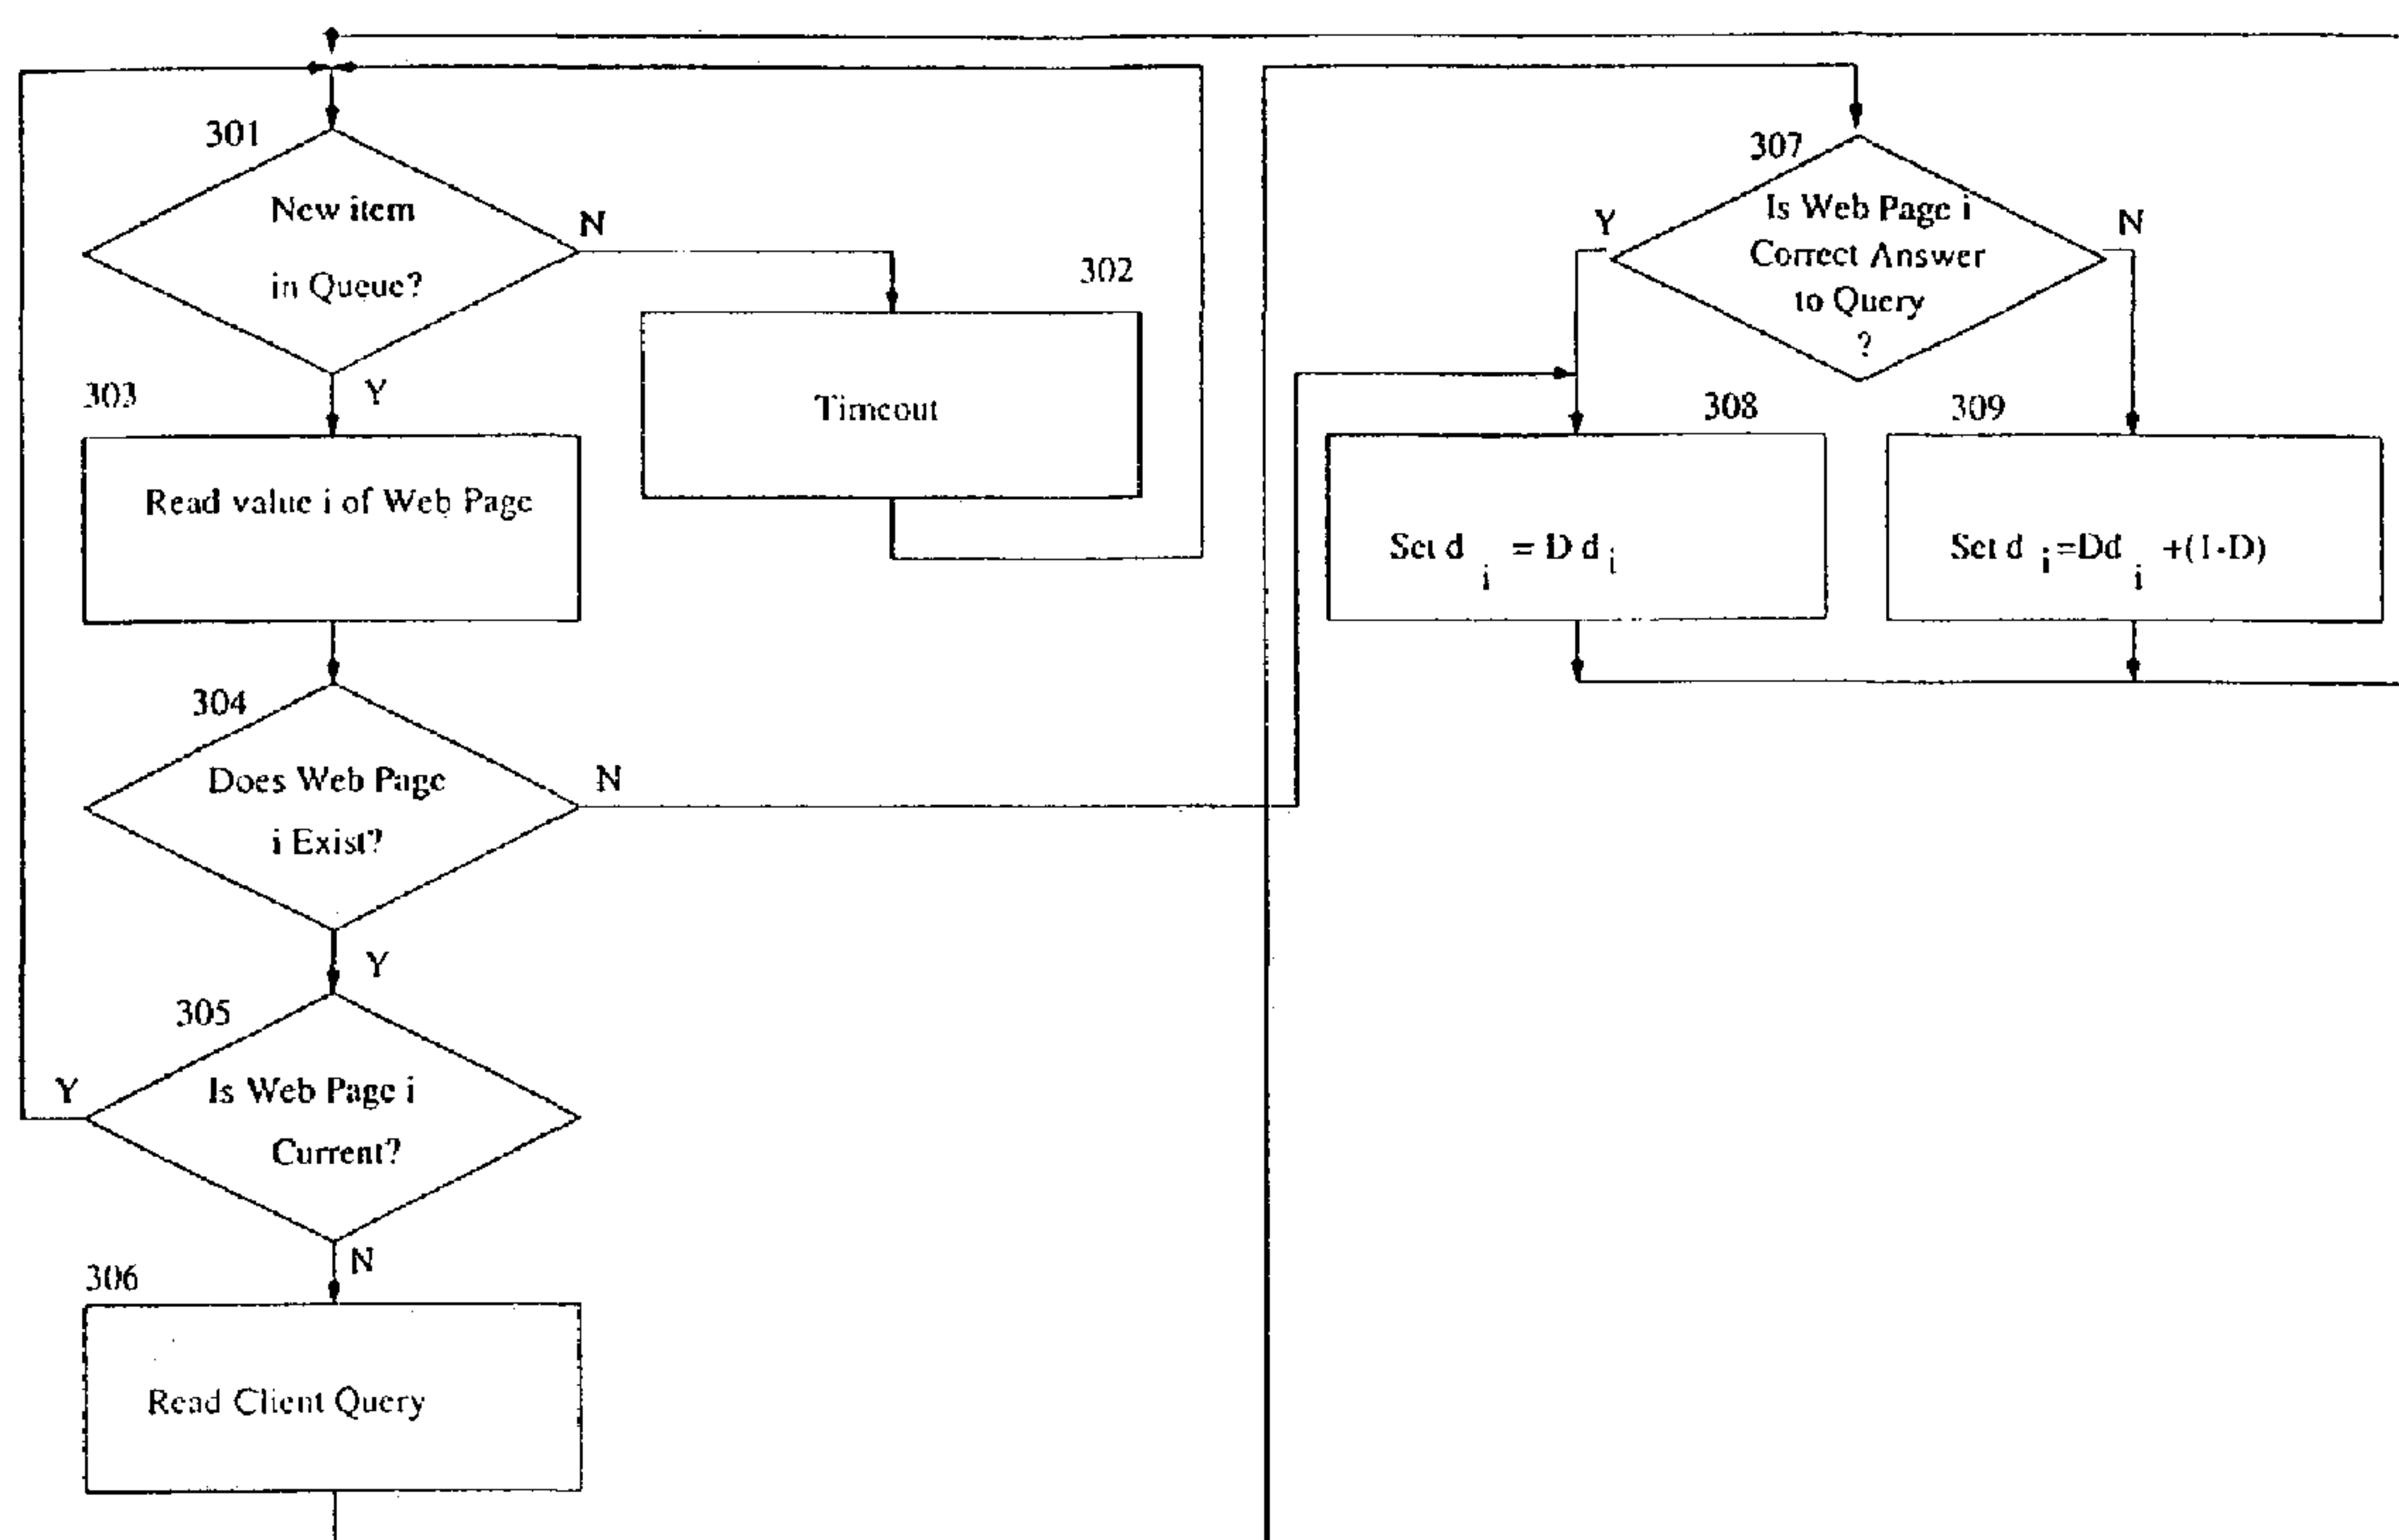 301
New item
in Queue?
N
Y
302
Timeout
303
Read value i of Web Page
304
Does Web Page
i Exist?
N
Y
305
Is Web Page i
Current?
Y
N
306
Read Client Query
307
Is Web Page i
Correct Answer
to Query
?
Y
N
308
Set d i = D d i
309
Set d i =Dd i +(1-D)